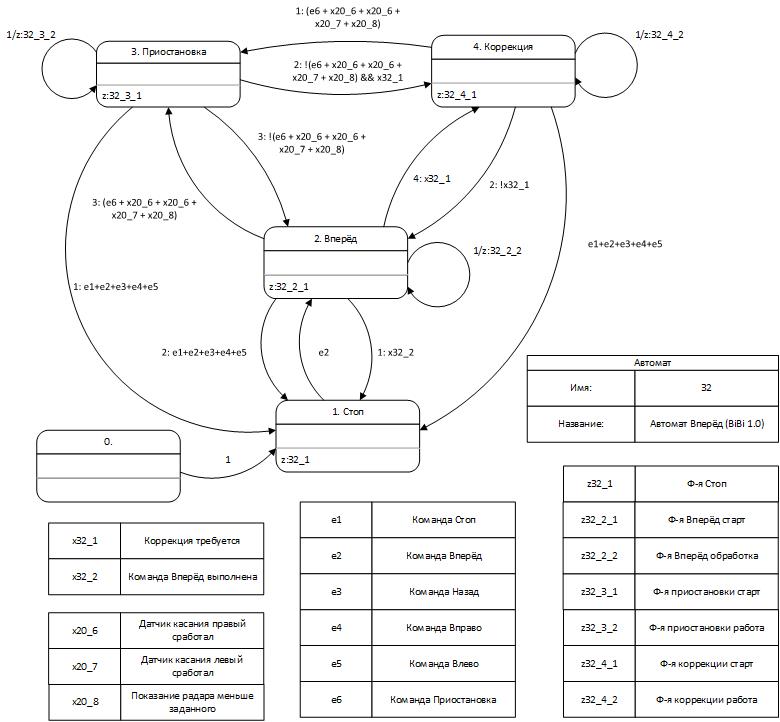 1: (e6 + x20_6 + x20_6 +
x20_7 + x20_8)
1/z:32_3_2
3. Приостановка
z:32_3_1
2: !(e6 + x20_6 + x20_6 +
x20_7 + x20_8) && x32_1
4. Коррекция
z:32_4_1
1/z:32_4_2
3: !(e6 + x20_6 + x20_6 +
x20_7 + x20_8)
3: (e6 + x20_6 + x20_6 +
x20_7 + x20_8)
4: x32_1
2: !x32_1
2. Вперёд
z:32_2_1
1/z:32_2_2
e1+e2+e3+e4+e5
1: e1+e2+e3+e4+e5
2: e1+e2+e3+e4+e5
e2
1: x32_2
1. Стоп
z:32_1
0.
1
Автомат
Имя: 32
Название: Автомат Вперёд (BiBi 1.0)
x32_1 Коррекция требуется
x32_2 Команда Вперёд выполнена
x20_6 Датчик касания правый
сработал
x20_7 Датчик касания левый
сработал
x20_8 Показание радара меньше
заданного
e1 Команда Стоп
e2 Команда Вперёд
e3 Команда Назад
e4 Команда Вправо
e5 Команда Влево
e6 Команда Приостановка
z32_1 Ф-я Стоп
z32_2_1 Ф-я Вперёд старт
z32_2_2 Ф-я Вперёд обработка
z32_3_1 Ф-я приостановки старт
z32_3_2 Ф-я приостановки работа
z32_4_1 Ф-я коррекции старт
z32_4_2 Ф-я коррекции работа